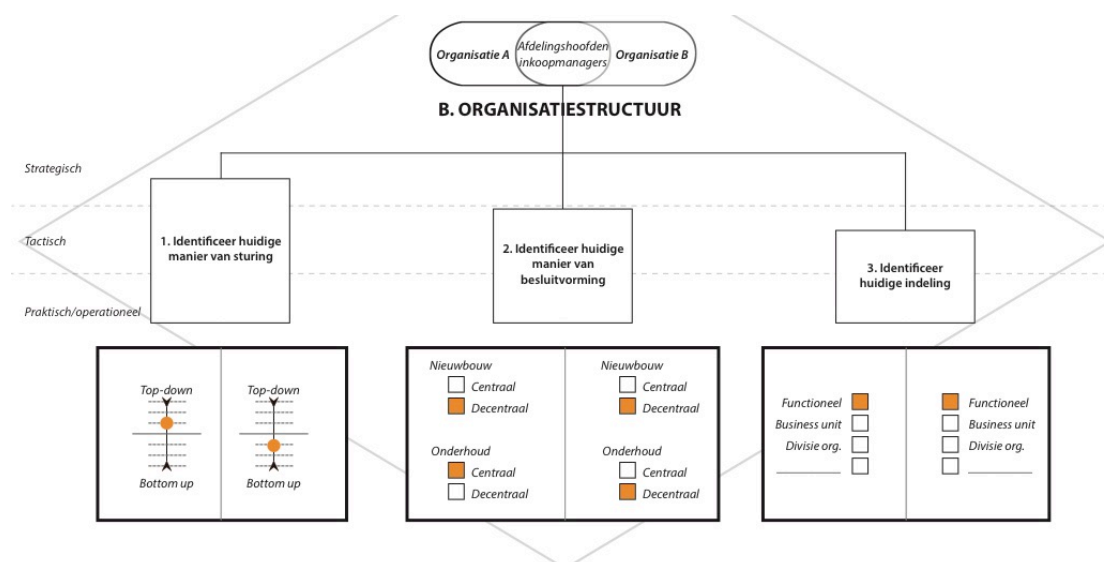 Organisatie A
Afdelingshoofden
inkoopmanagers
Organisatie B
B. ORGANISATIESTRUCTUUR
Strategisch
Tactisch
Praktisch/operationeel
1. Identificeer huidige
manier van sturing
2. Identificeer huidige
manier van
besluitvorming
3. Identificeer
huidige indeling
Top-down
Bottom up
Top-down
Bottom up
Nieuwbouw
Centraal
Decentraal
Onderhoud
Centraal
Decentraal
Nieuwbouw
Centraal
Decentraal
Onderhoud
Centraal
Decentraal
Functioneel
Business unit
Divisie org.
Functioneel
Business unit
Divisie org.